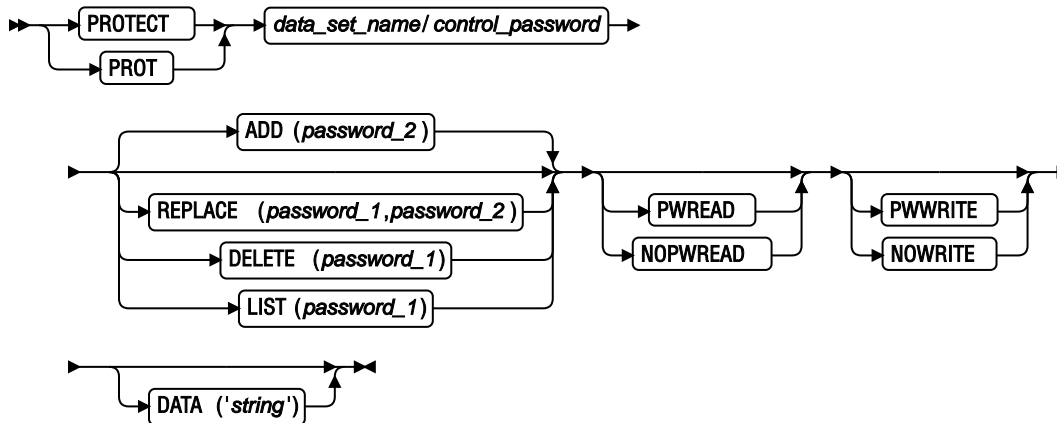 PROTECT
PROT
data_set_name/ control_password
ADD (password_2 )
REPLACE (password_1,password_2 )
DELETE (password_1)
LIST (password_1)
PWREAD
NOPWREAD
PWWRITE
NOWRITE
DATA ('string')